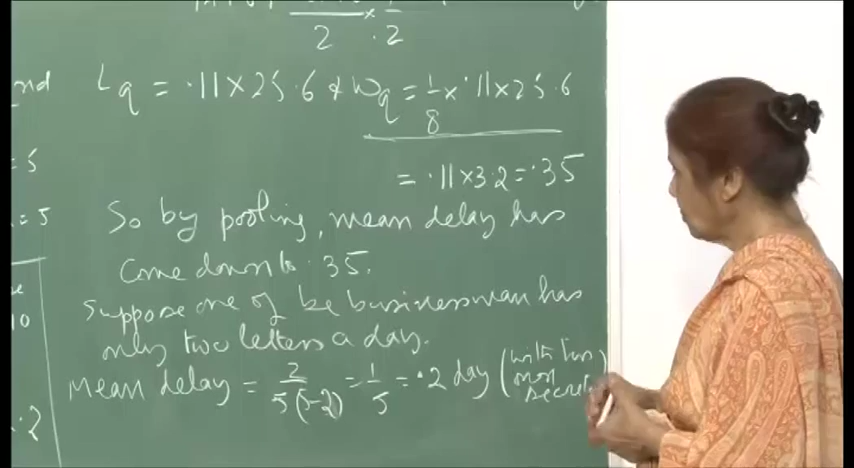 2 × .2
nd
Lq = .11×25.6 & Wq = 1/8 × .11×25.6
= 5
= .11×3.2 = .35
= 5
So by pooling, mean delay has
come down to .35.
Suppose one of the businessman has
10
only two letters a day.
Mean delay = 2/5(5-2) = 1/5 = .2 day (with two
own
.2